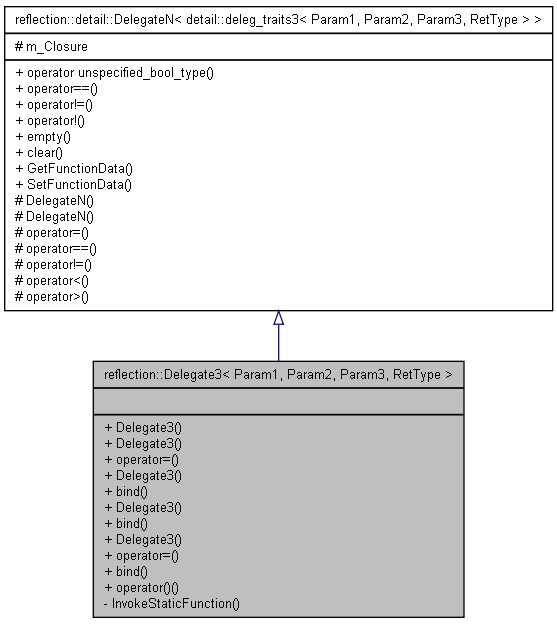 reflection::detail::DelegateN< detail::deleg_traits3< Param1, Param2, Param3, RetType > >
# m_Closure
+ operator unspecified_bool_type()
+ operator==()
+ operator!=()
+ operator!()
+ empty()
+ clear()
+ GetFunctionData()
+ SetFunctionData()
# DelegateN()
# DelegateN()
# operator=()
# operator==()
# operator!=()
# operator<()
# operator>()
reflection::Delegate3< Param1, Param2, Param3, RetType >
+ Delegate3()
+ Delegate3()
+ operator=()
+ Delegate3()
+ bind()
+ Delegate3()
+ bind()
+ Delegate3()
+ operator=()
+ bind()
+ operator()()
- InvokeStaticFunction()